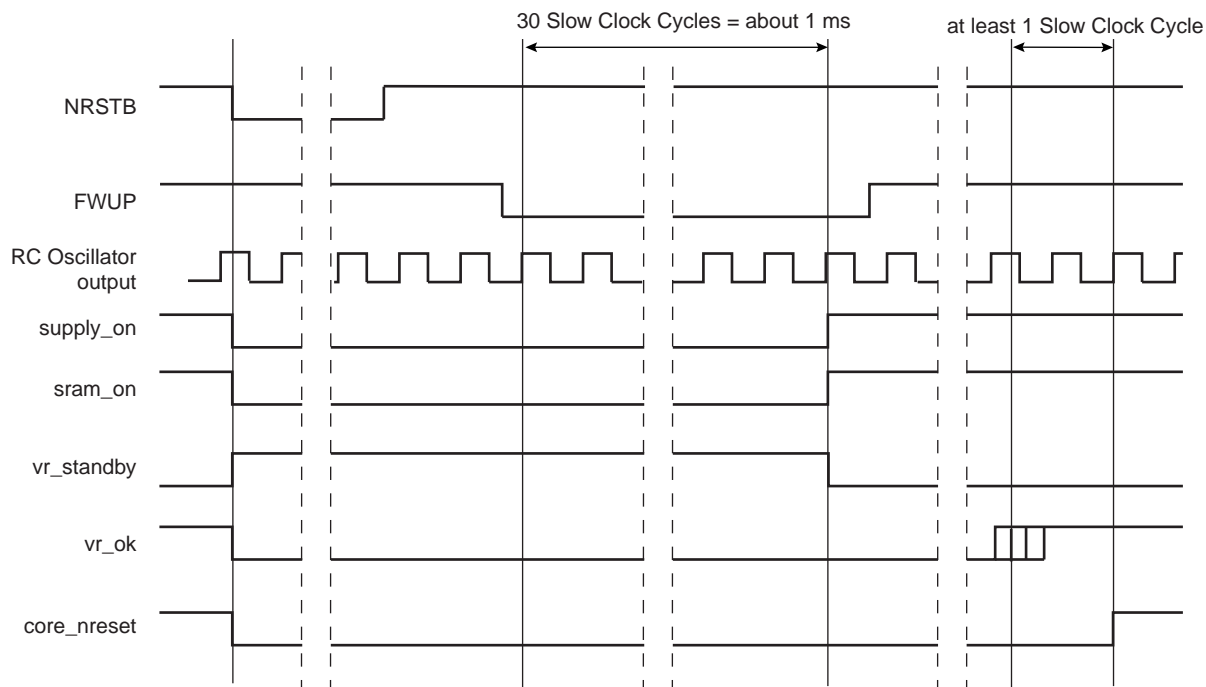 30 Slow Clock Cycles = about 1 ms
at least 1 Slow Clock Cycle
NRSTB
FWUP
RC Oscillator
output
supply_on
sram_on
vr_standby
vr_ok
core_nreset